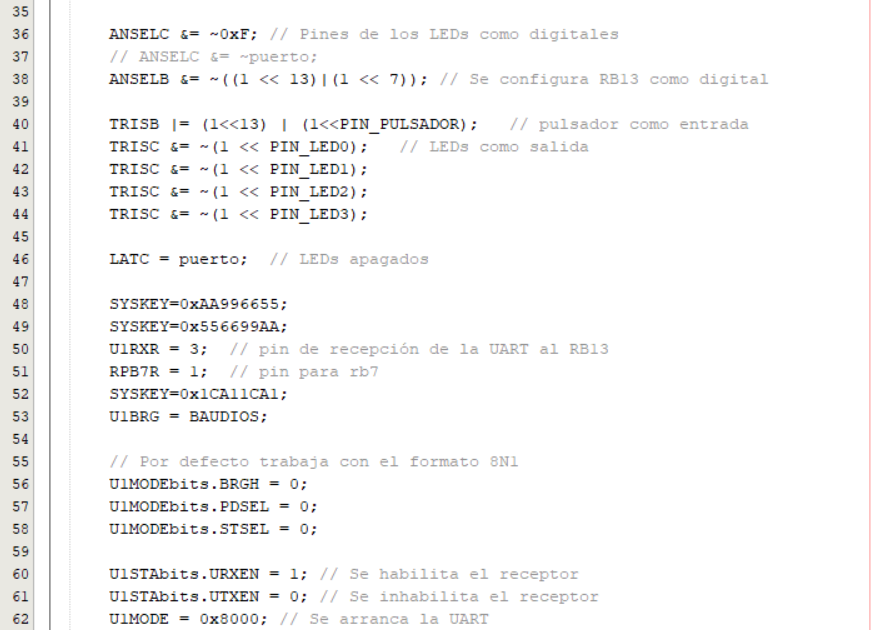 35
36 ANSELC &= ~0xF; // Pines de los LEDs como digitales
37 // ANSELC &= ~puerto;
38 ANSELB &= ~((1 << 13)|(1 << 7)); // Se configura RB13 como digital
39
40 TRISB |= (1<<13) | (1<<PIN_PULSADOR); // pulsador como entrada
41 TRISC &= ~(1 << PIN_LED0); // LEDs como salida
42 TRISC &= ~(1 << PIN_LED1);
43 TRISC &= ~(1 << PIN_LED2);
44 TRISC &= ~(1 << PIN_LED3);
45
46 LATC = puerto; // LEDs apagados
47
48 SYSKEY=0xAA996655;
49 SYSKEY=0x556699AA;
50 U1RXR = 3; // pin de recepción de la UART al RB13
51 RPB7R = 1; // pin para rb7
52 SYSKEY=0x1CA11CA1;
53 U1BRG = BAUDIOS;
54
55 // Por defecto trabaja con el formato 8N1
56 U1MODEbits.BRGH = 0;
57 U1MODEbits.PDSEL = 0;
58 U1MODEbits.STSEL = 0;
59
60 U1STAbits.URXEN = 1; // Se habilita el receptor
61 U1STAbits.UTXEN = 0; // Se inhabilita el receptor
62 U1MODE = 0x8000; // Se arranca la UART